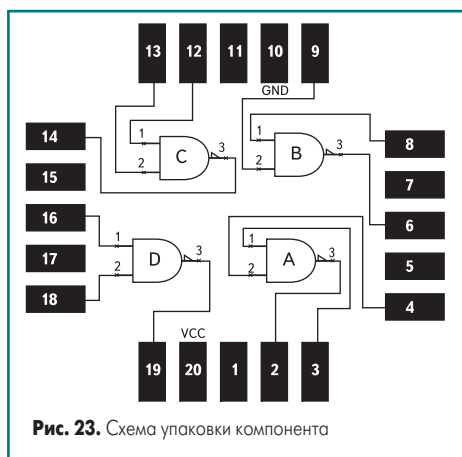 13 12 11 10 9
GND
14 1 3 1 3 8
2 C 2 B
15 7
16 1 3 1 3 6
D A
17 2 2 5
18 4
VCC
19 20 1 2 3
Рис. 23. Схема упаковки компонента